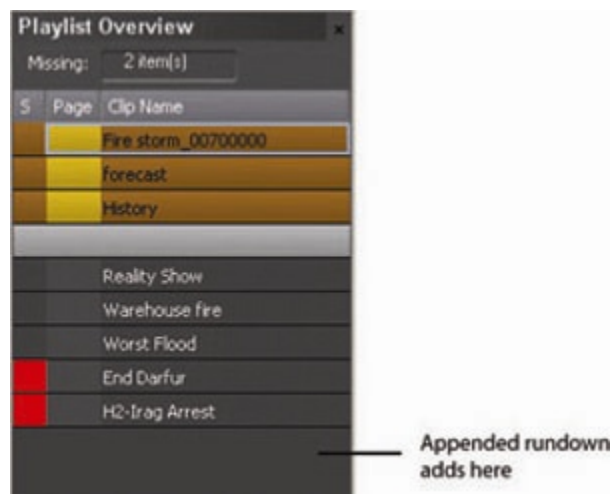 Playlist Overview
x
Missing: 2 item(s)
S Page Clip Name
Fire storm_00700000
forecast
History
Reality Show
Warehouse fire
Worst Flood
End Darfur
H2-Irag Arrest
Appended rundown
adds here